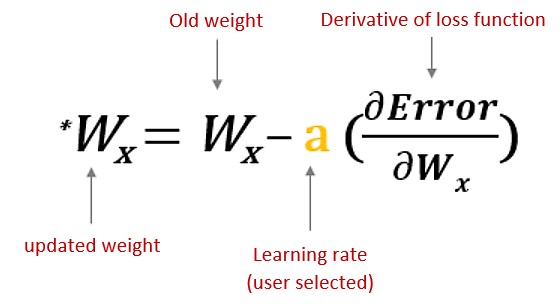 Old weight
Derivative of loss function
*Wₓ = Wₓ − a (∂Error / ∂Wₓ)
updated weight
Learning rate
(user selected)